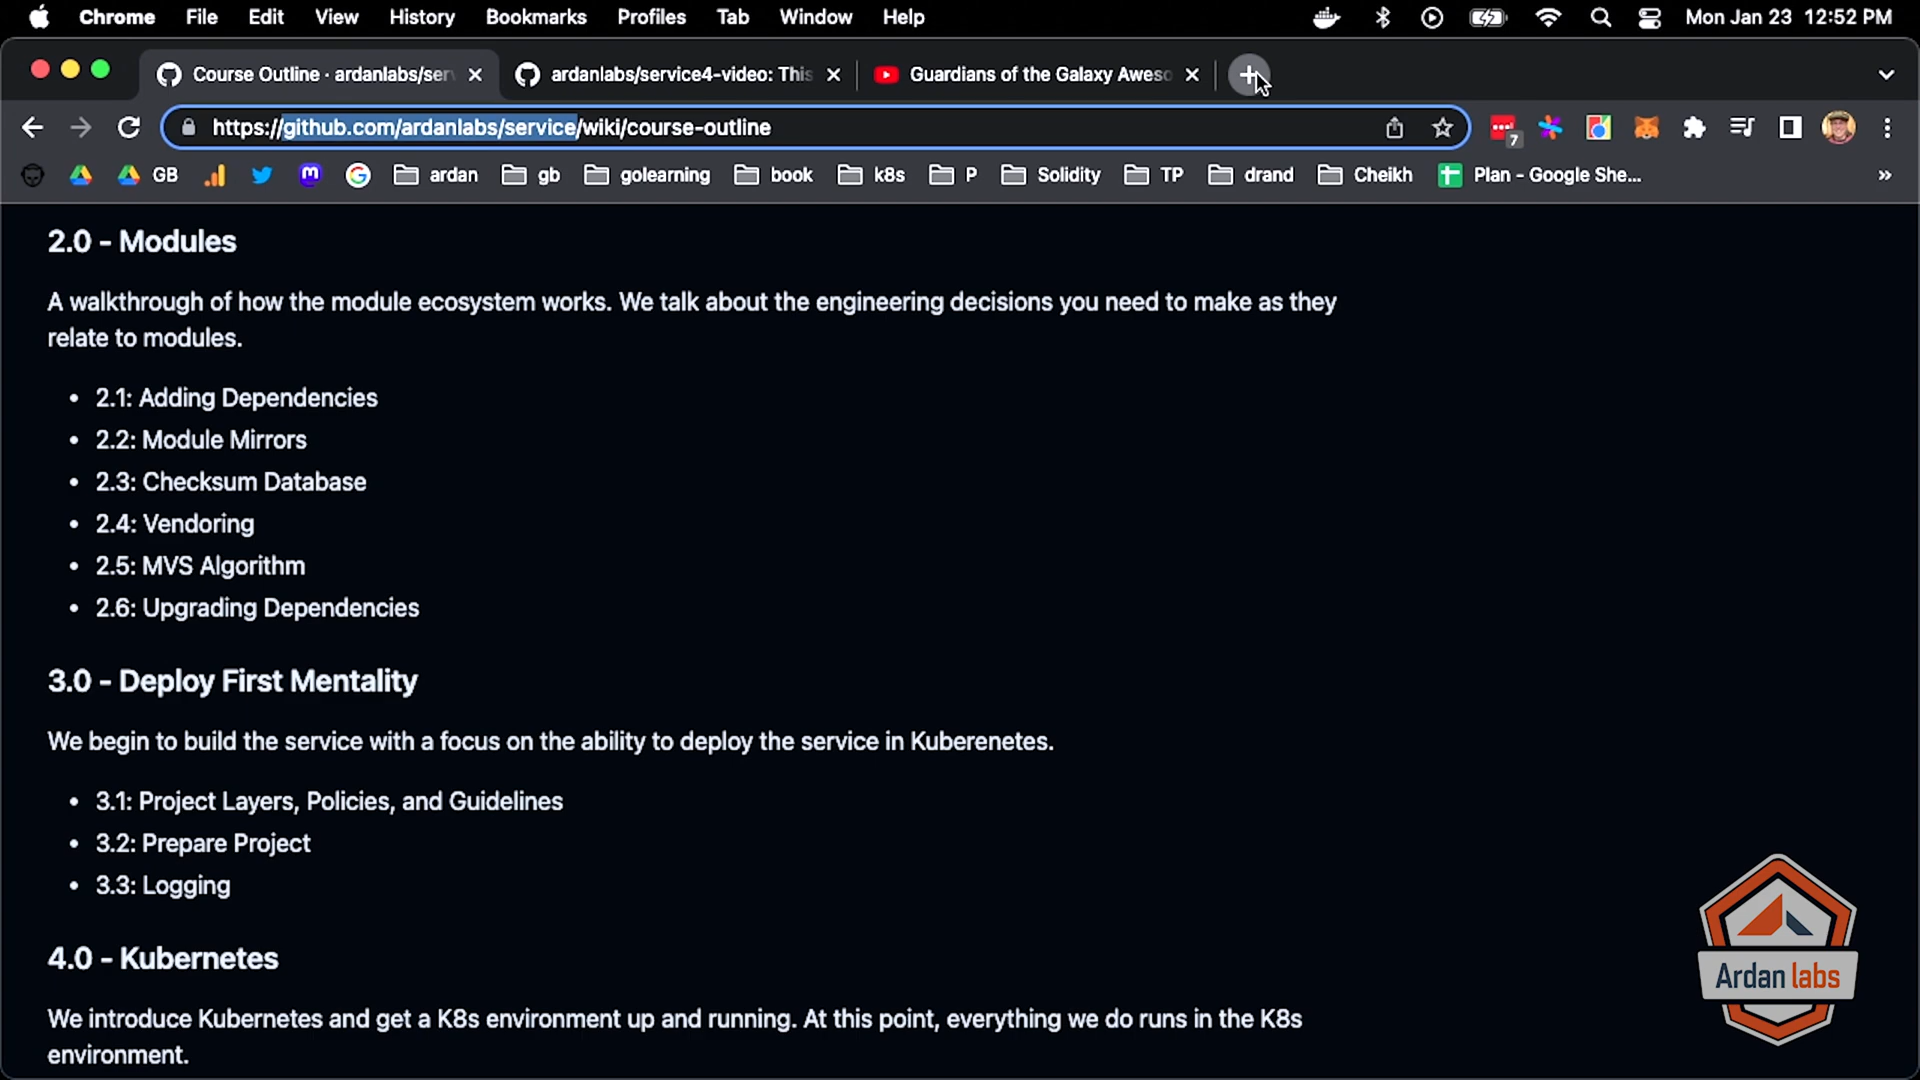 Chrome File Edit View History Bookmarks Profiles Tab Window Help Mon Jan 23 12:52 PM
Course Outline · ardanlabs/ser ardanlabs/service4-video: This Guardians of the Galaxy Aweso
https://github.com/ardanlabs/service/wiki/course-outline 7
GB m G ardan gb golearning book k8s P Solidity TP drand Cheikh Plan - Google She... »
2.0 - Modules
A walkthrough of how the module ecosystem works. We talk about the engineering decisions you need to make as they
relate to modules.
• 2.1: Adding Dependencies
• 2.2: Module Mirrors
• 2.3: Checksum Database
• 2.4: Vendoring
• 2.5: MVS Algorithm
• 2.6: Upgrading Dependencies
3.0 - Deploy First Mentality
We begin to build the service with a focus on the ability to deploy the service in Kuberenetes.
• 3.1: Project Layers, Policies, and Guidelines
• 3.2: Prepare Project
• 3.3: Logging
4.0 - Kubernetes
We introduce Kubernetes and get a K8s environment up and running. At this point, everything we do runs in the K8s
environment.
Ardan labs